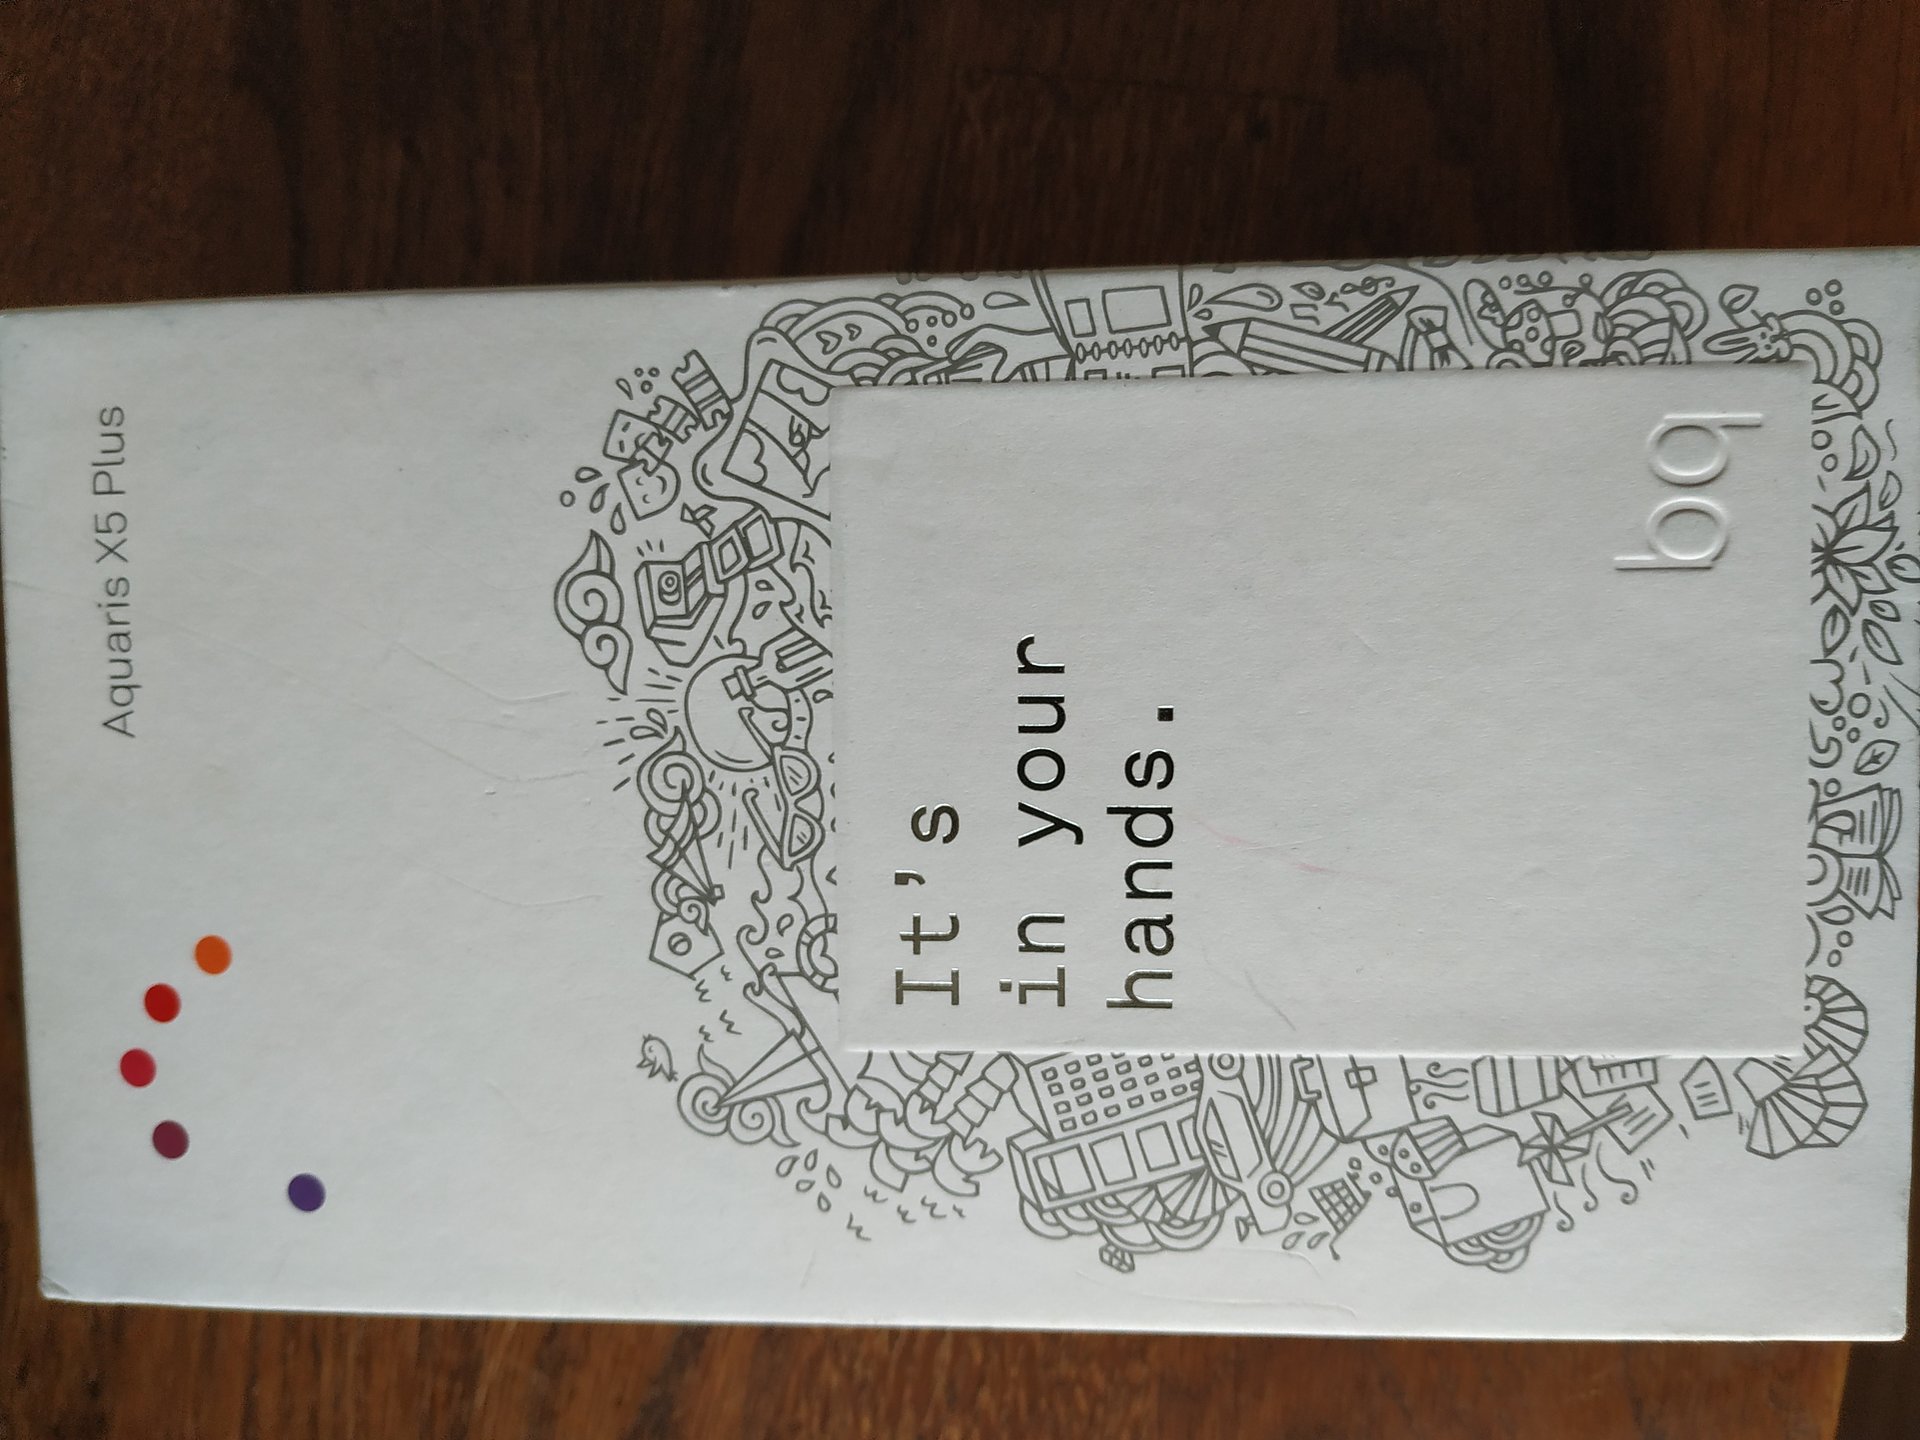 Aquaris X5 Plus
It's
in your
hands.
bq